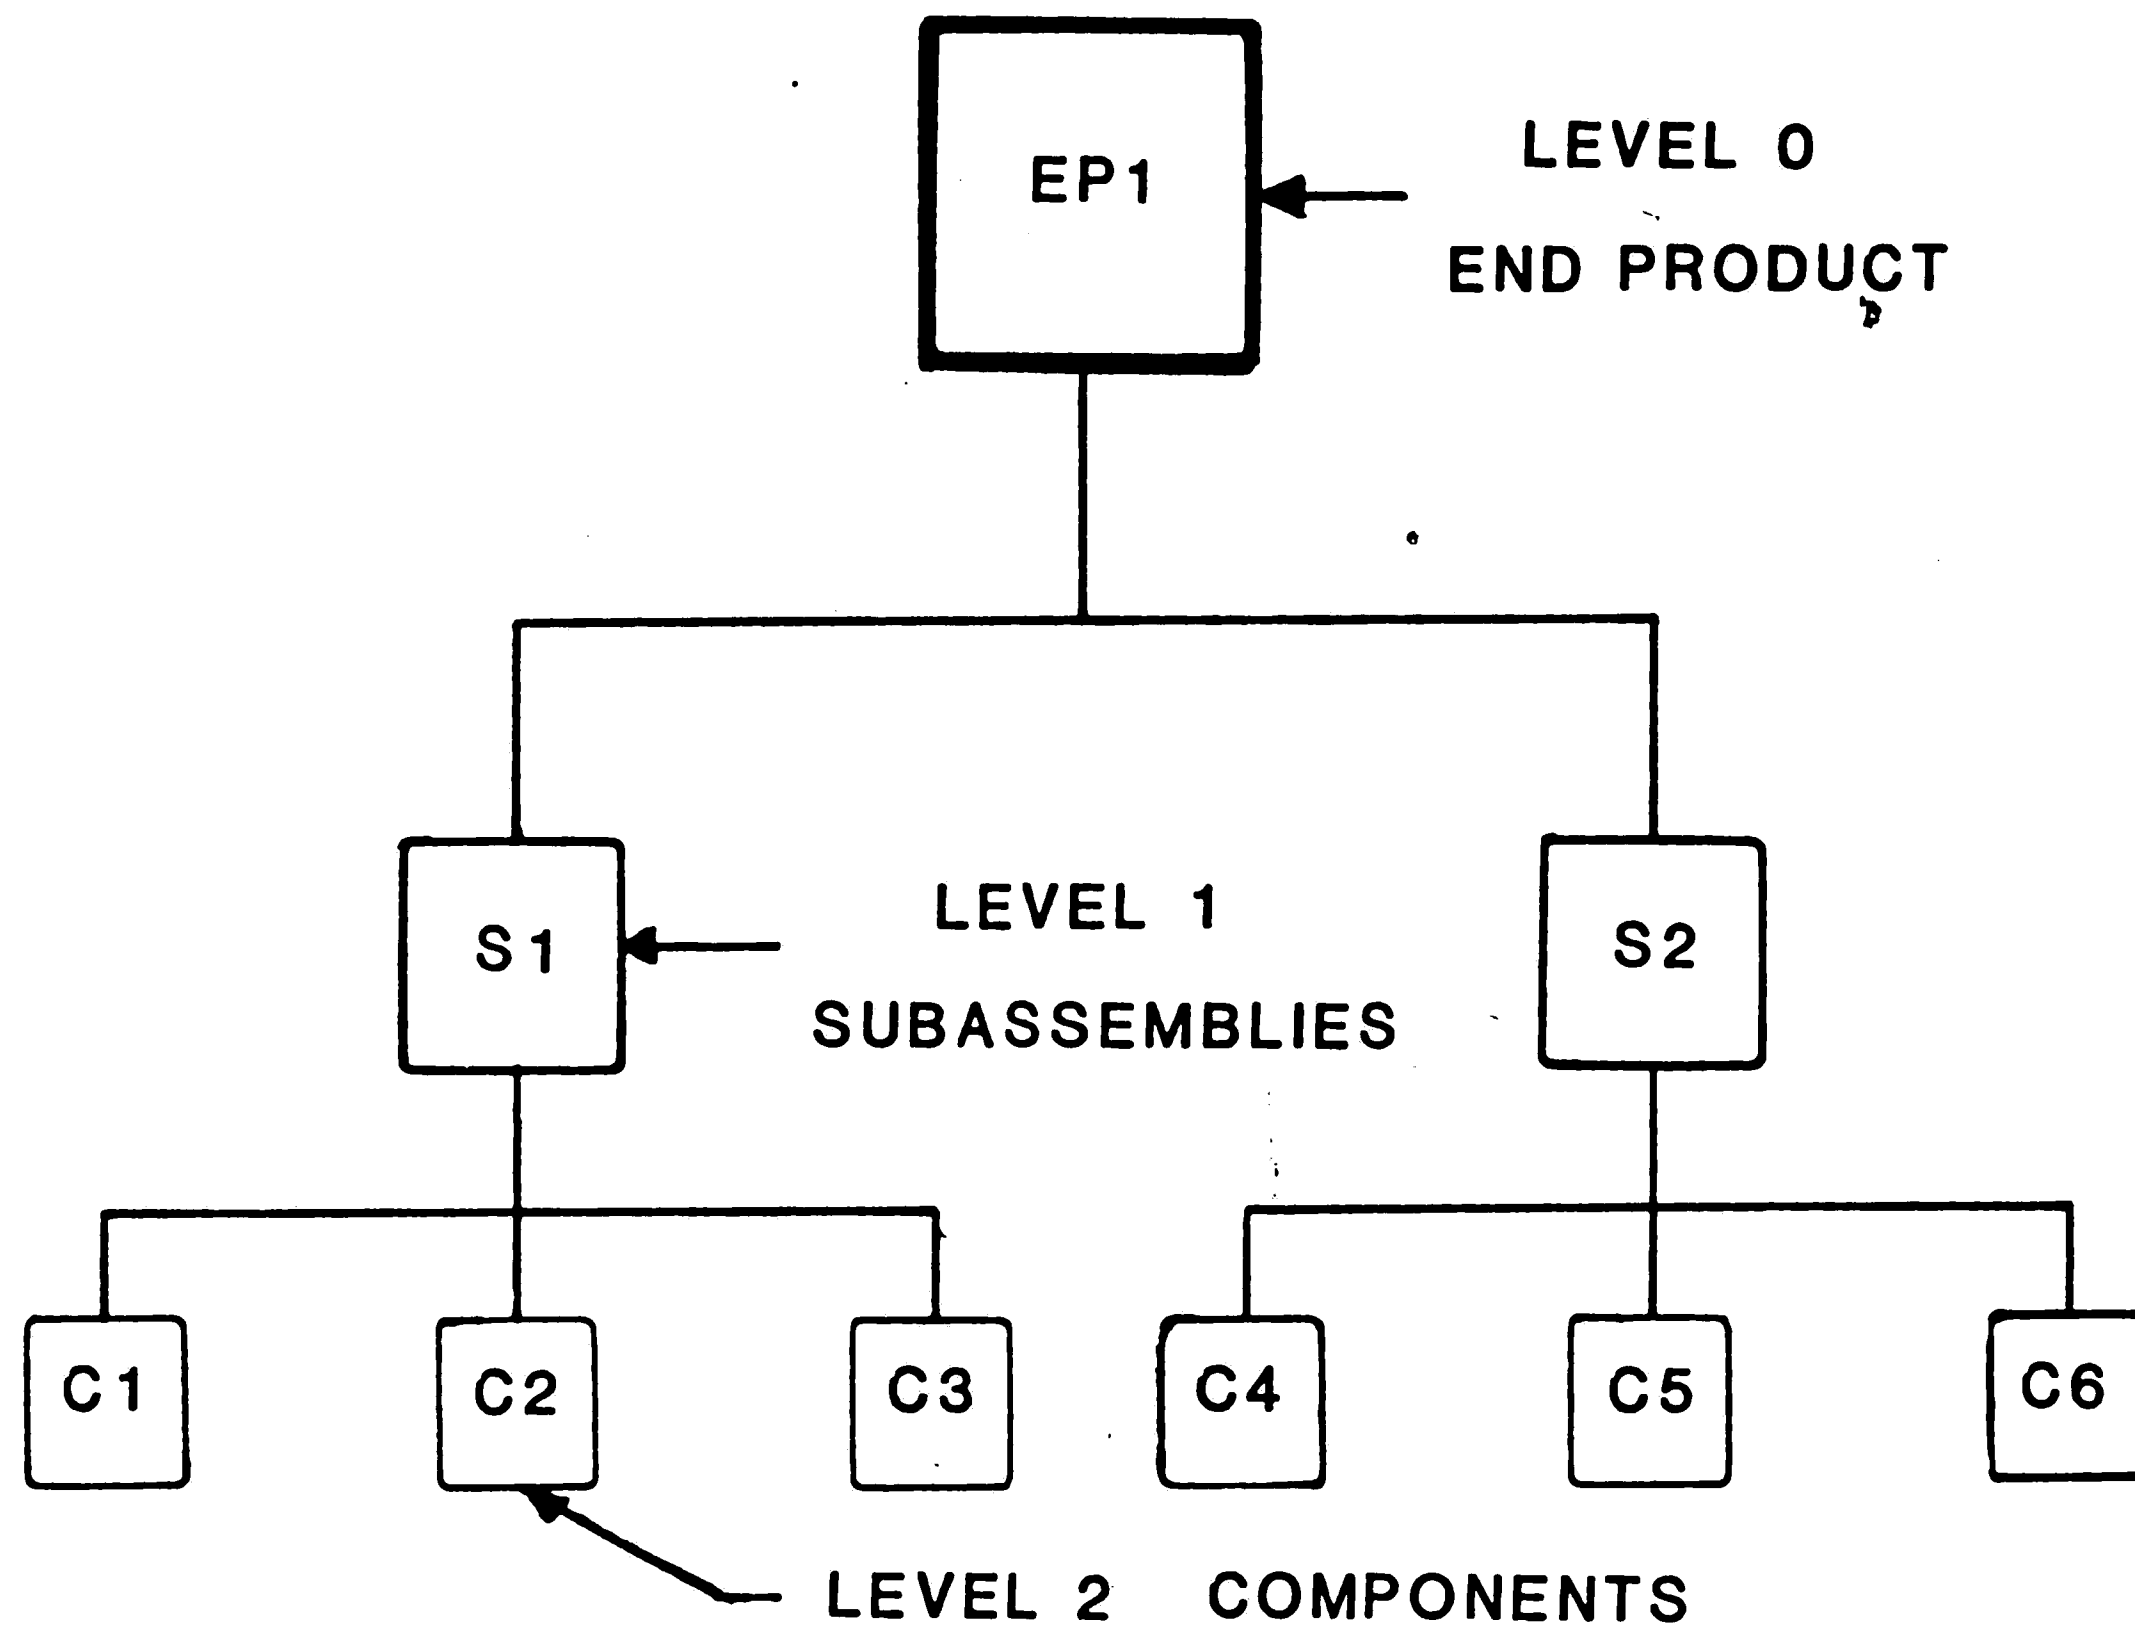 EP1
LEVEL 0
END PRODUCT
S1
LEVEL 1
SUBASSEMBLIES
S2
C1
C2
C3
C4
C5
C6
LEVEL 2 COMPONENTS